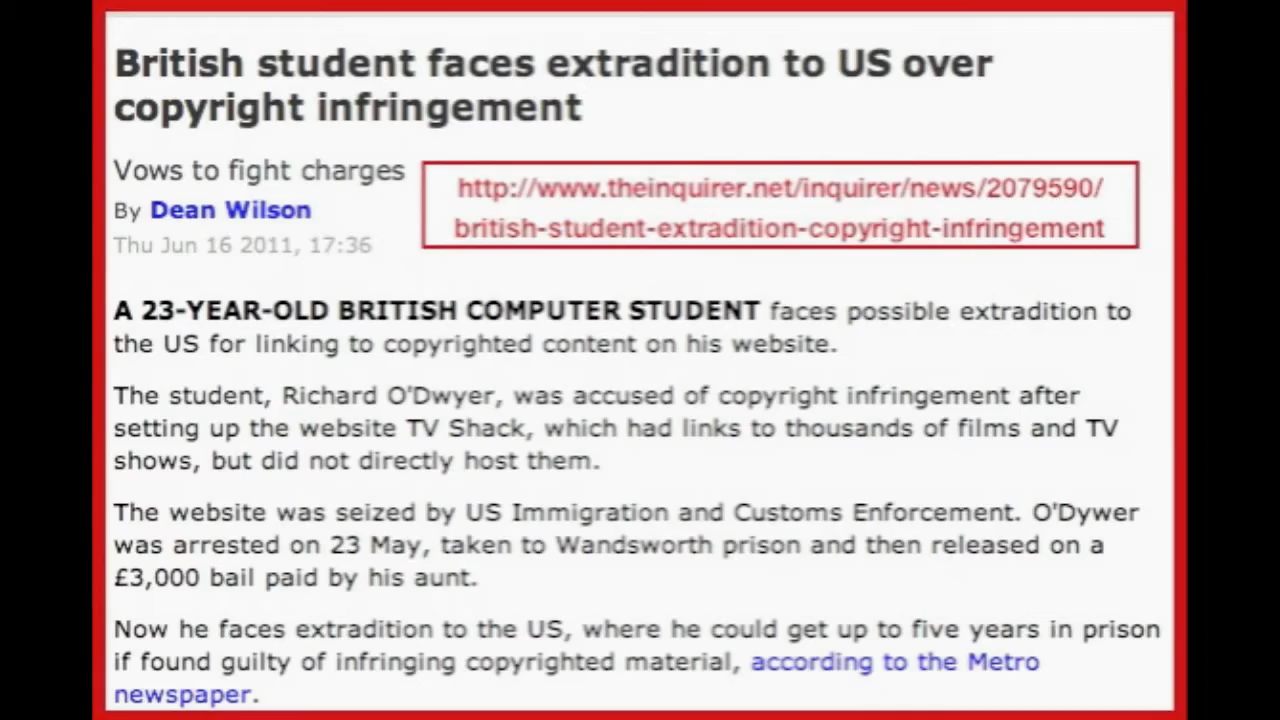 British student faces extradition to US over
copyright infringement
Vows to fight charges
By Dean Wilson
Thu Jun 16 2011, 17:36
http://www.theinquirer.net/inquirer/news/2079590/
british-student-extradition-copyright-infringement
A 23-YEAR-OLD BRITISH COMPUTER STUDENT faces possible extradition to
the US for linking to copyrighted content on his website.
The student, Richard O'Dwyer, was accused of copyright infringement after
setting up the website TV Shack, which had links to thousands of films and TV
shows, but did not directly host them.
The website was seized by US Immigration and Customs Enforcement. O'Dywer
was arrested on 23 May, taken to Wandsworth prison and then released on a
£3,000 bail paid by his aunt.
Now he faces extradition to the US, where he could get up to five years in prison
if found guilty of infringing copyrighted material, according to the Metro
newspaper.